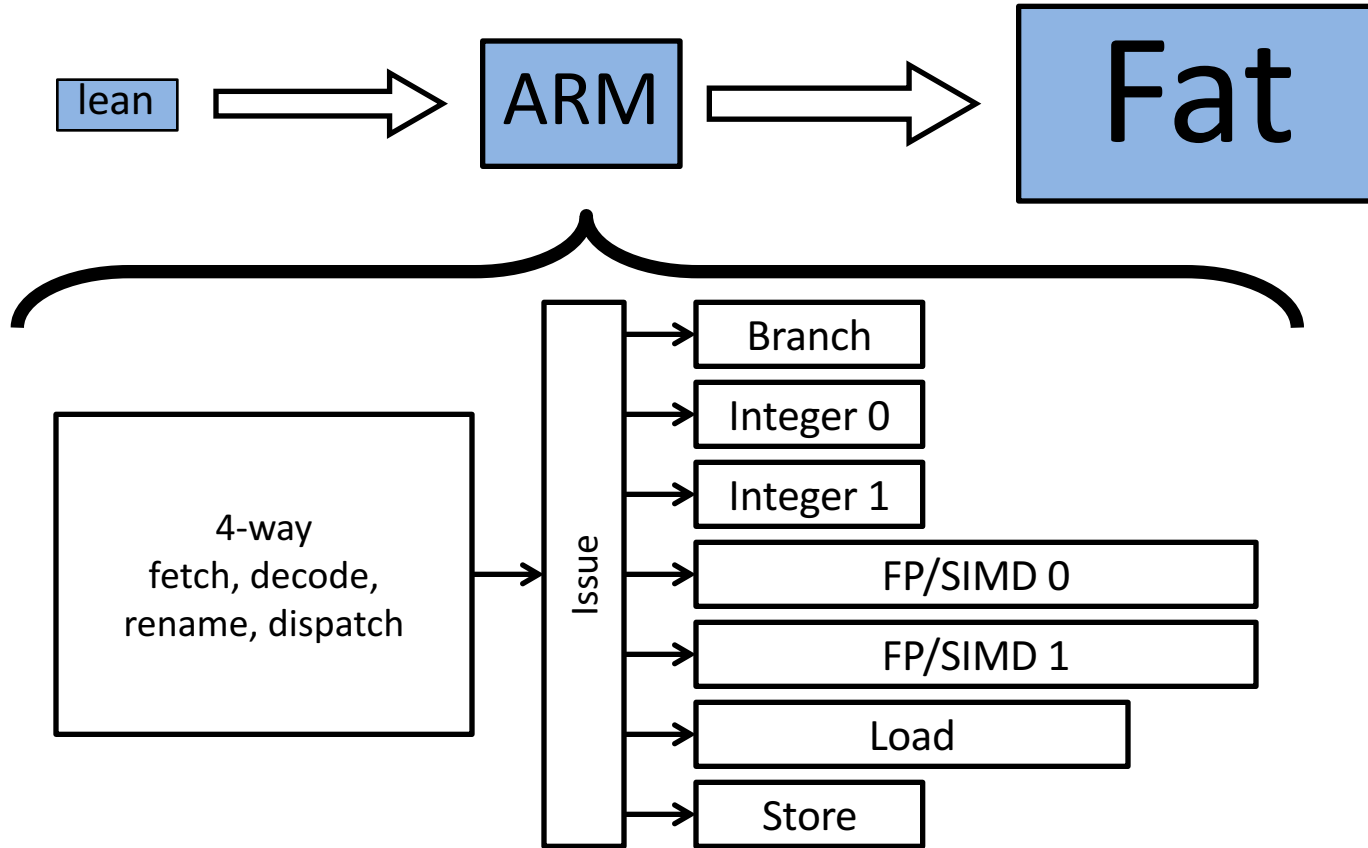 lean
ARM
Fat
4-way
fetch, decode,
rename, dispatch
Issue
Branch
Integer 0
Integer 1
FP/SIMD 0
FP/SIMD 1
Load
Store